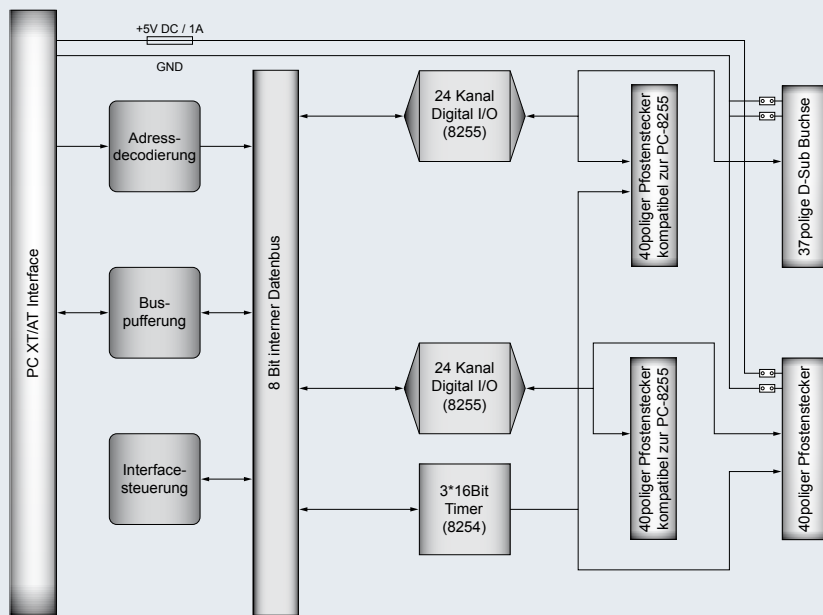 +5V DC / 1A
GND
PC XT/AT Interface
Adress-
decodierung
Bus-
pufferung
Interface-
steuerung
8 Bit interner Datenbus
24 Kanal
Digital I/O
(8255)
24 Kanal
Digital I/O
(8255)
3*16Bit
Timer
(8254)
40poliger Pfostenstecker
kompatibel zur PC-8255
40poliger Pfostenstecker
kompatibel zur PC-8255
37polige D-Sub Buchse
40poliger Pfostenstecker